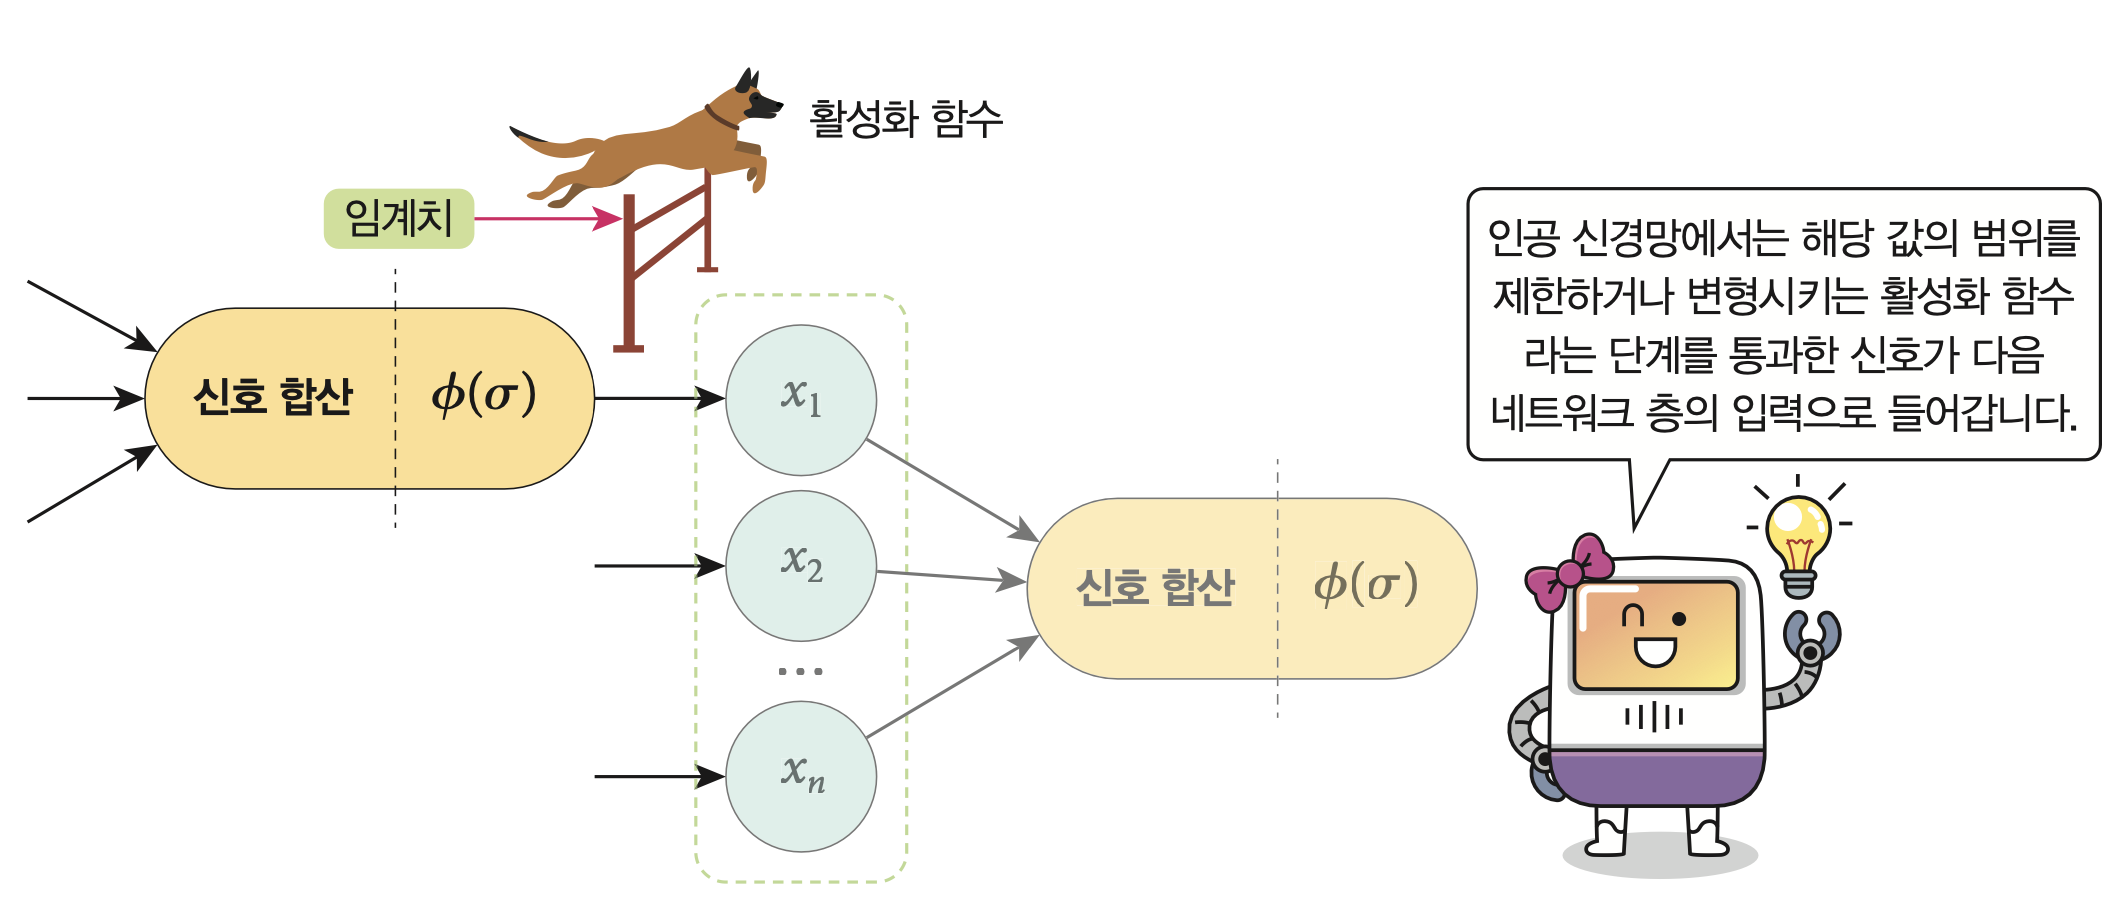 활성화 함수
임계치
인공 신경망에서는 해당 값의 범위를
제한하거나 변형시키는 활성화 함수
라는 단계를 통과한 신호가 다음
네트워크 층의 입력으로 들어갑니다.
신호 합산 ϕ(σ)
x₁
x₂
...
xₙ
신호 합산 ϕ(σ)